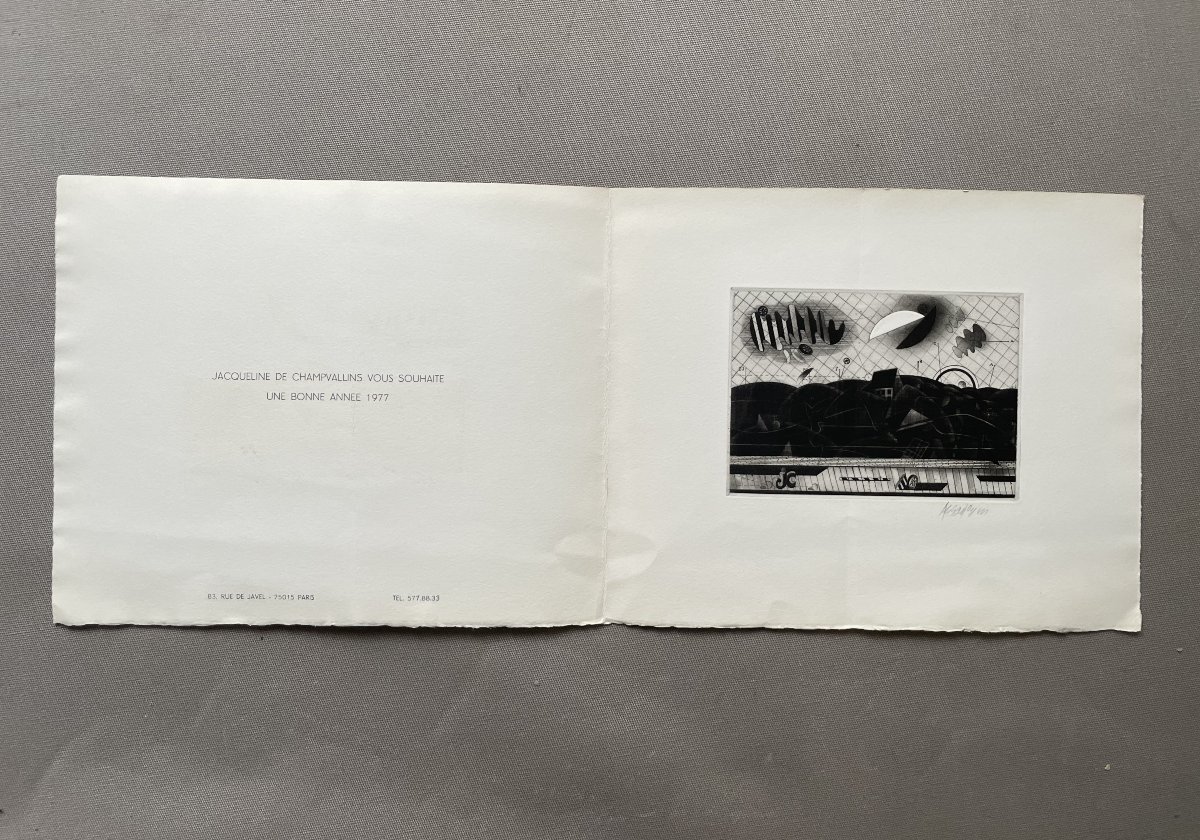 JACQUELINE DE CHAMPVALLINS VOUS SOUHAITE
UNE BONNE ANNEE 1977
83, RUE DE JAVEL - 75015 PARIS
TEL. 577.88.33
JC